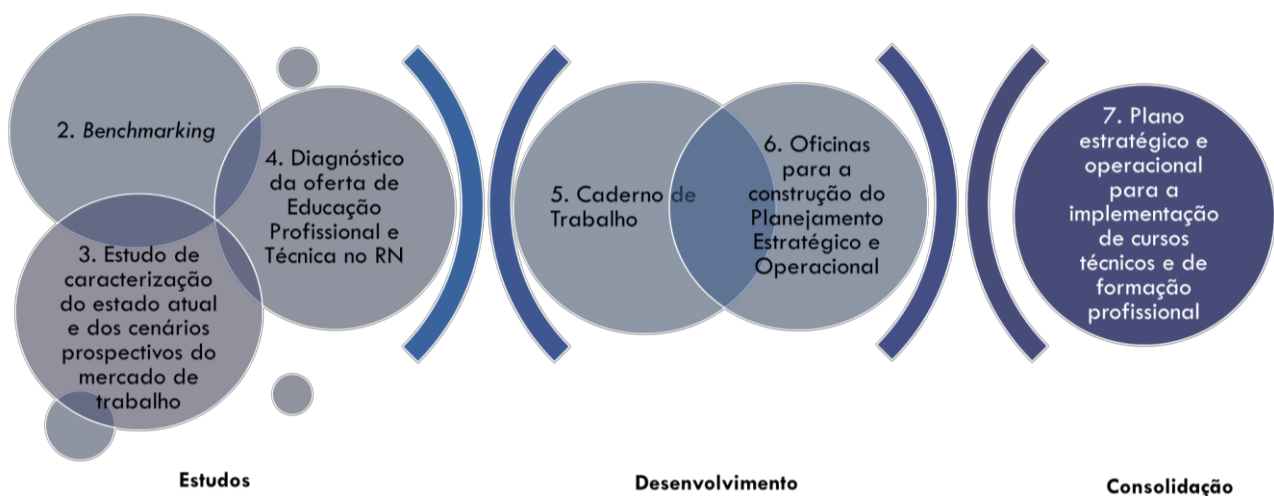 2. Benchmarking
3. Estudo de
caracterização
do estado atual
e dos cenários
prospectivos do
mercado de
trabalho
4. Diagnóstico
da oferta de
Educação
Profissional e
Técnica no RN
5. Caderno de
Trabalho
6. Oficinas
para a
construção do
Planejamento
Estratégico e
Operacional
7. Plano
estratégico e
operacional
para a
implementação
de cursos
técnicos e de
formação
profissional
Estudos
Desenvolvimento
Consolidação